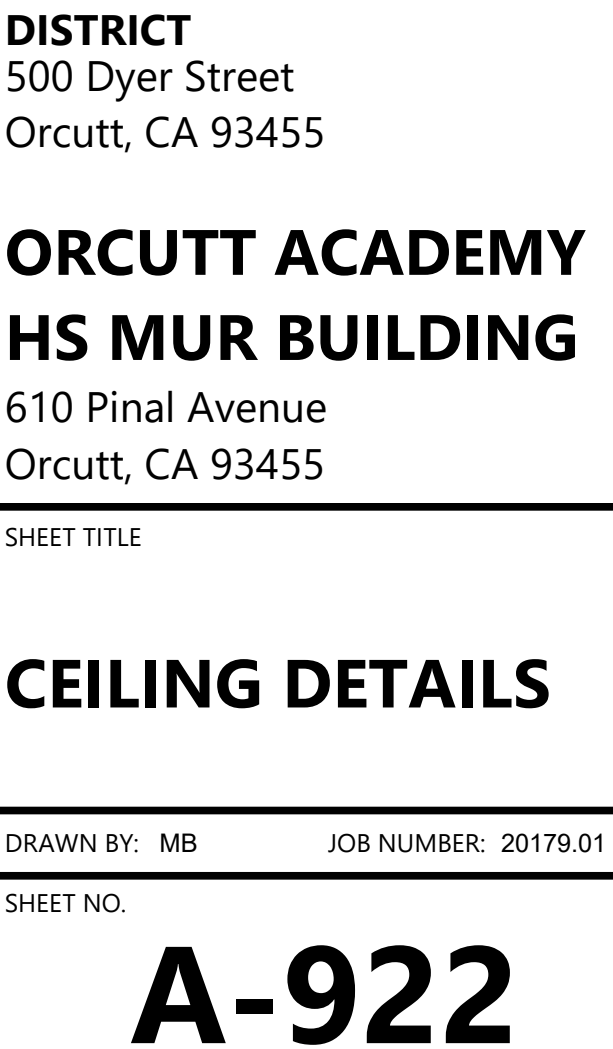 DISTRICT
500 Dyer Street
Orcutt, CA 93455
ORCUTT ACADEMY
HS MUR BUILDING
610 Pinal Avenue
Orcutt, CA 93455
SHEET TITLE
CEILING DETAILS
DRAWN BY: MB JOB NUMBER: 20179.01
SHEET NO.
A-922